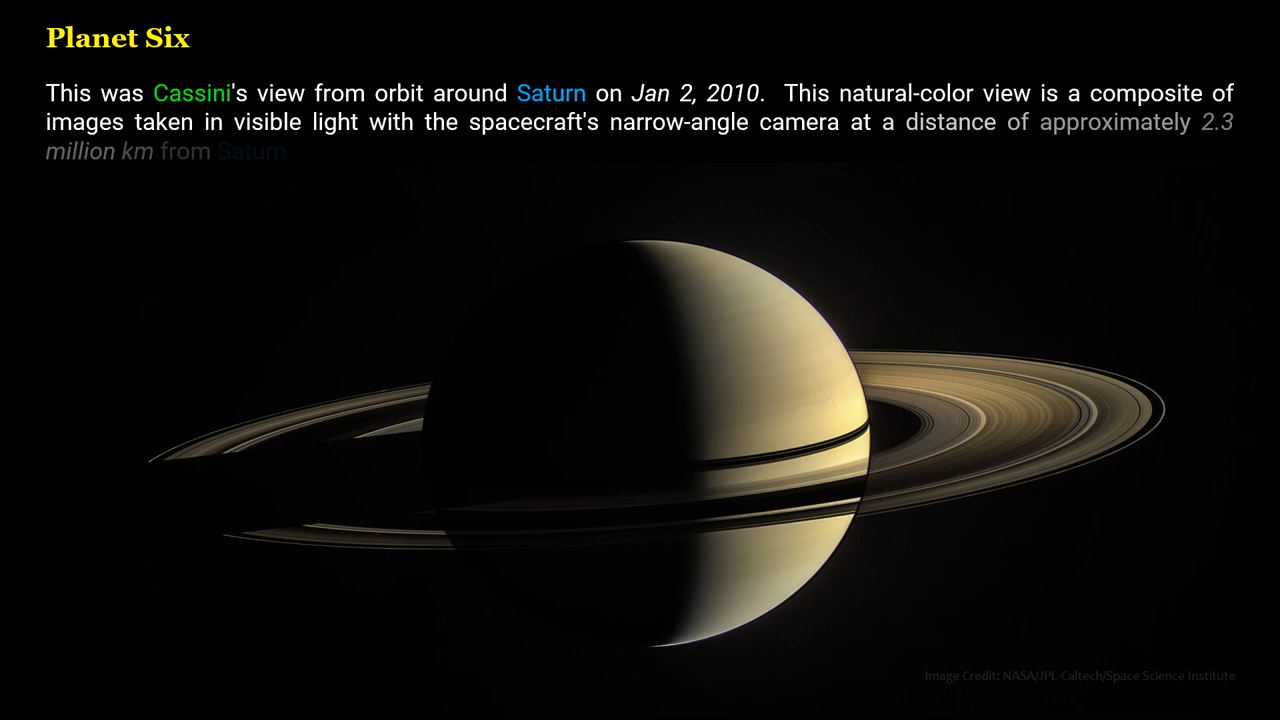 Planet Six
This was Cassini's view from orbit around Saturn on Jan 2, 2010.  This natural-color view is a composite of
images taken in visible light with the spacecraft's narrow-angle camera at a distance of approximately 2.3
million km from Saturn
Image Credit: NASA/JPL-Caltech/Space Science Institute